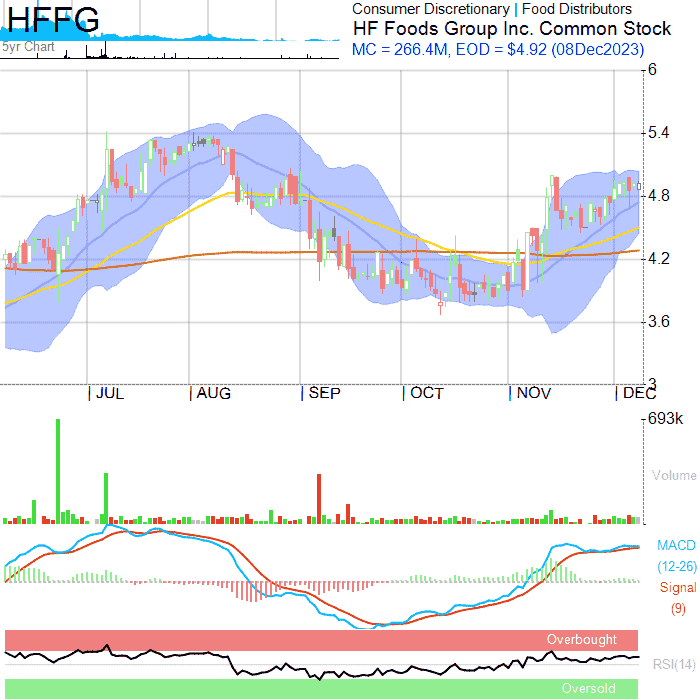 HFFG
Consumer Discretionary | Food Distributors
HF Foods Group Inc. Common Stock
MC = 266.4M, EOD = $4.92 (08Dec2023)
5yr Chart
6
5.4
4.8
4.2
3.6
3
JUL AUG SEP OCT NOV DEC
693k
Volume
MACD
(12-26)
Signal
(9)
Overbought
RSI(14)
Oversold